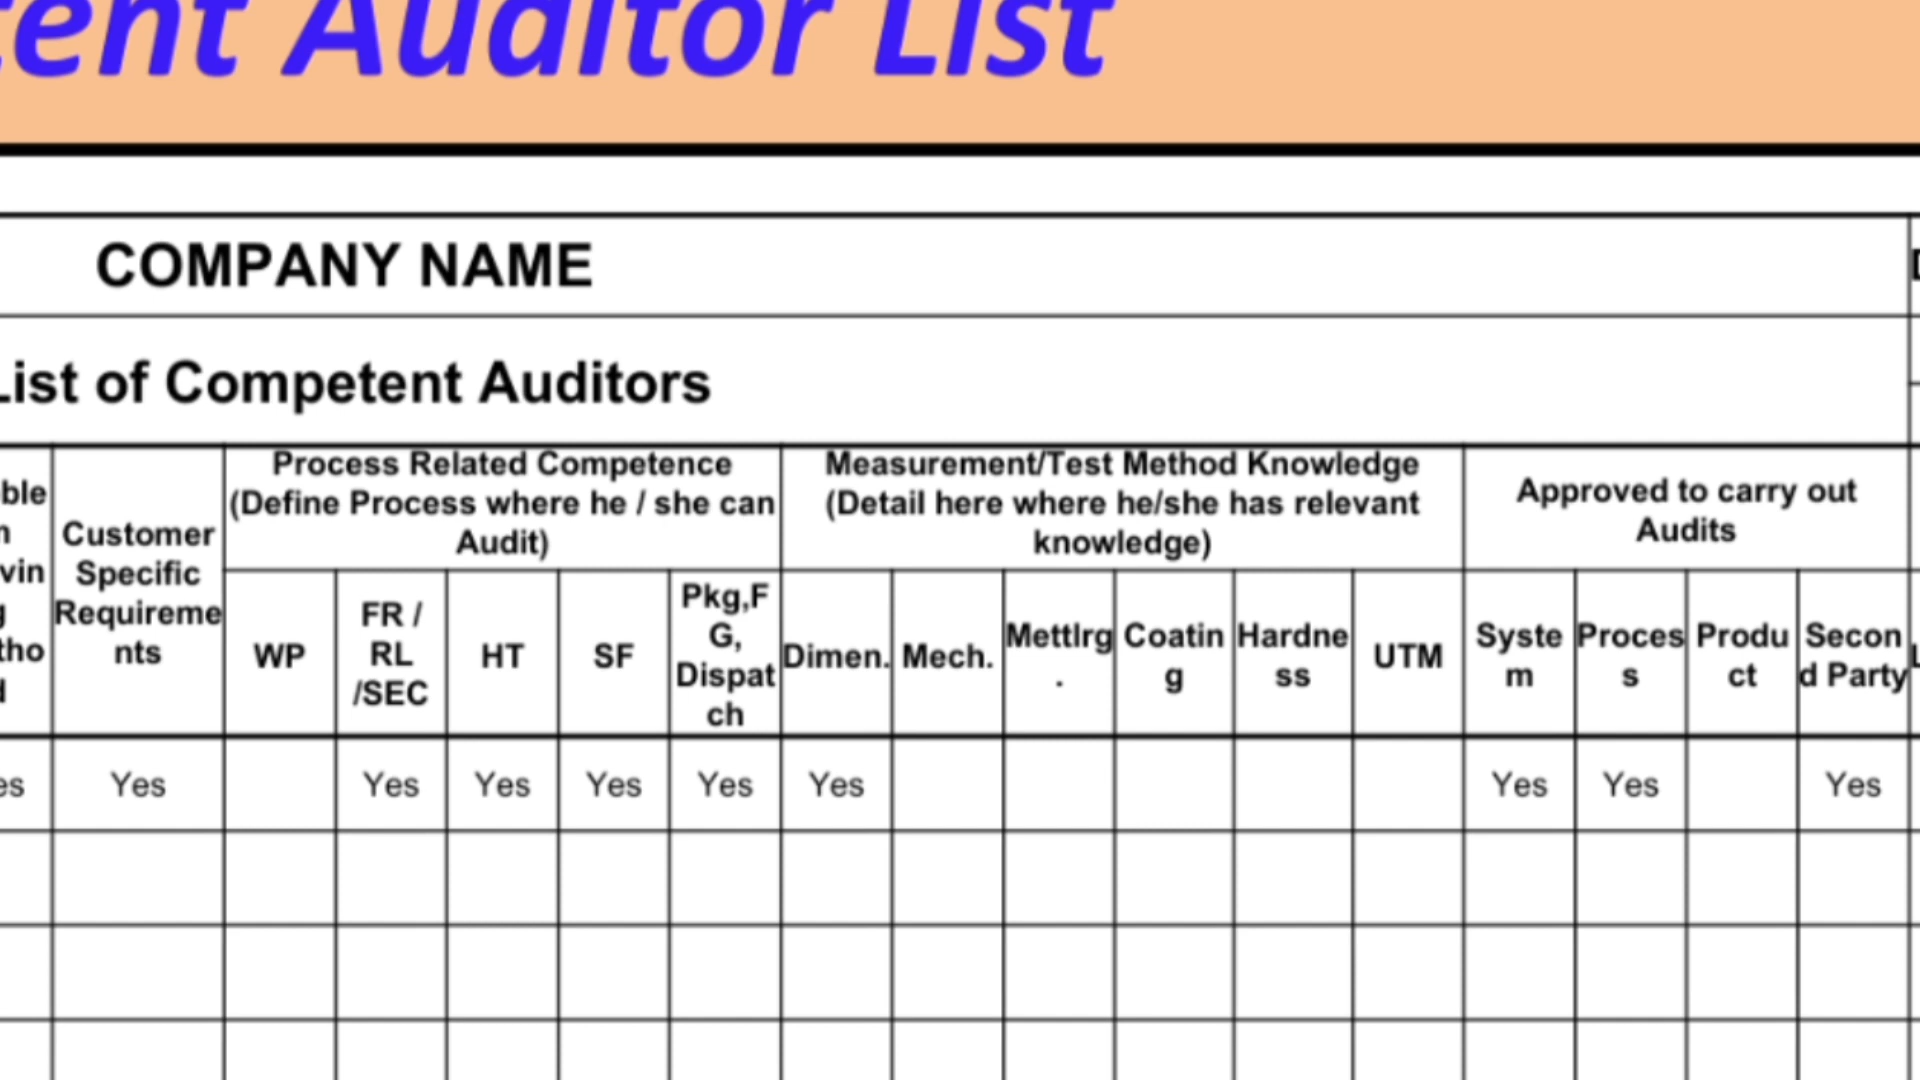 ent Auditor List
COMPANY NAME
List of Competent Auditors
Process Related Competence
(Define Process where he / she can
Audit)
Measurement/Test Method Knowledge
(Detail here where he/she has relevant
knowledge)
Approved to carry out
Audits
Customer
Specific
Requireme
nts
WP
FR /
RL
/SEC
HT
SF
Pkg,F
G,
Dispat
ch
Dimen.
Mech.
Mettlrg
.
Coatin
g
Hardne
ss
UTM
Syste
m
Proces
s
Produ
ct
Secon
d Party
Yes
Yes
Yes
Yes
Yes
Yes
Yes
Yes
Yes